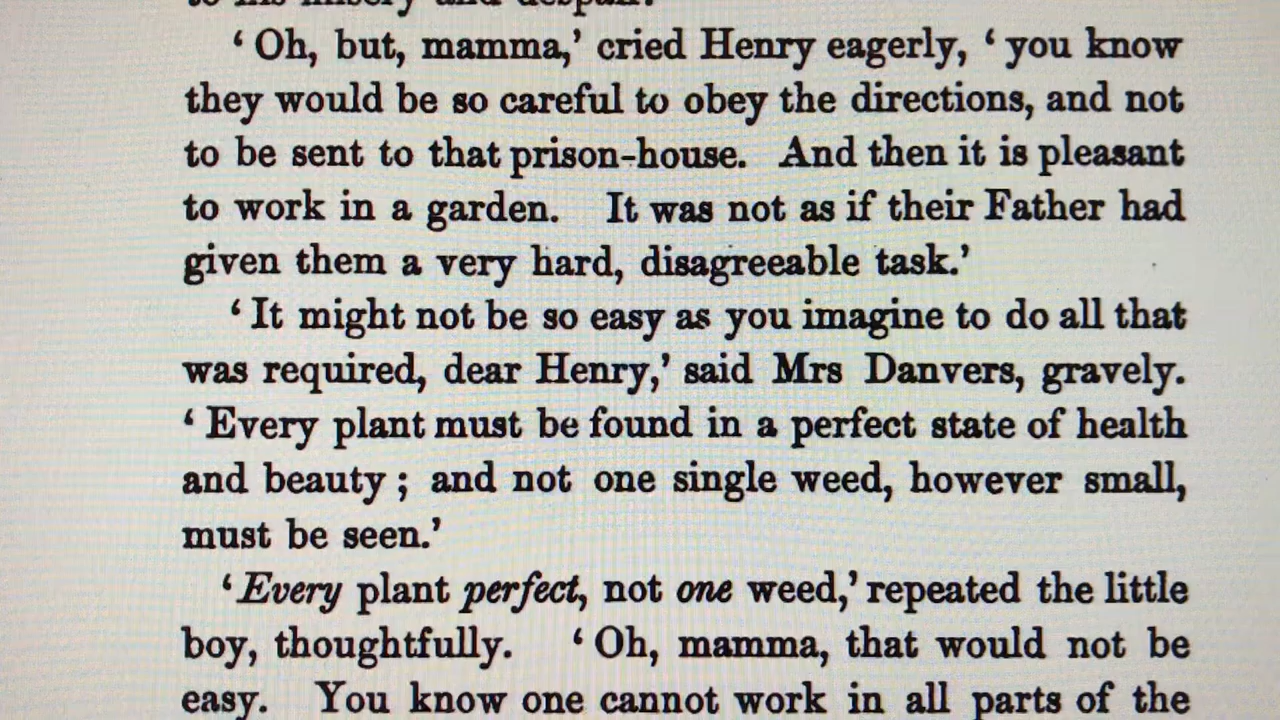 to his misery and despair.
‘ Oh, but, mamma,’ cried Henry eagerly, ‘ you know
they would be so careful to obey the directions, and not
to be sent to that prison-house. And then it is pleasant
to work in a garden. It was not as if their Father had
given them a very hard, disagreeable task.’
‘ It might not be so easy as you imagine to do all that
was required, dear Henry,’ said Mrs Danvers, gravely.
‘ Every plant must be found in a perfect state of health
and beauty ; and not one single weed, however small,
must be seen.’
‘ Every plant perfect, not one weed,’ repeated the little
boy, thoughtfully. ‘ Oh, mamma, that would not be
easy. You know one cannot work in all parts of the